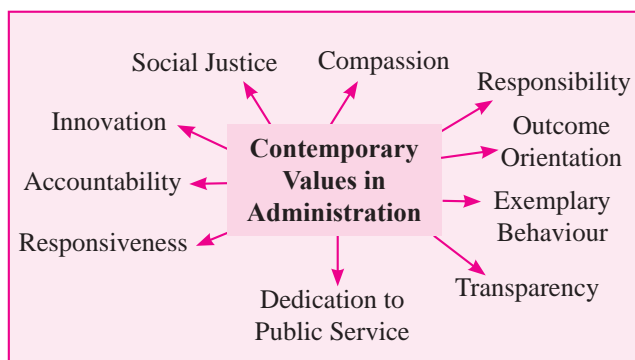 Social Justice
Compassion
Responsibility
Innovation
Outcome
Orientation
Contemporary
Values in
Administration
Accountability
Exemplary
Behaviour
Responsiveness
Transparency
Dedication to
Public Service